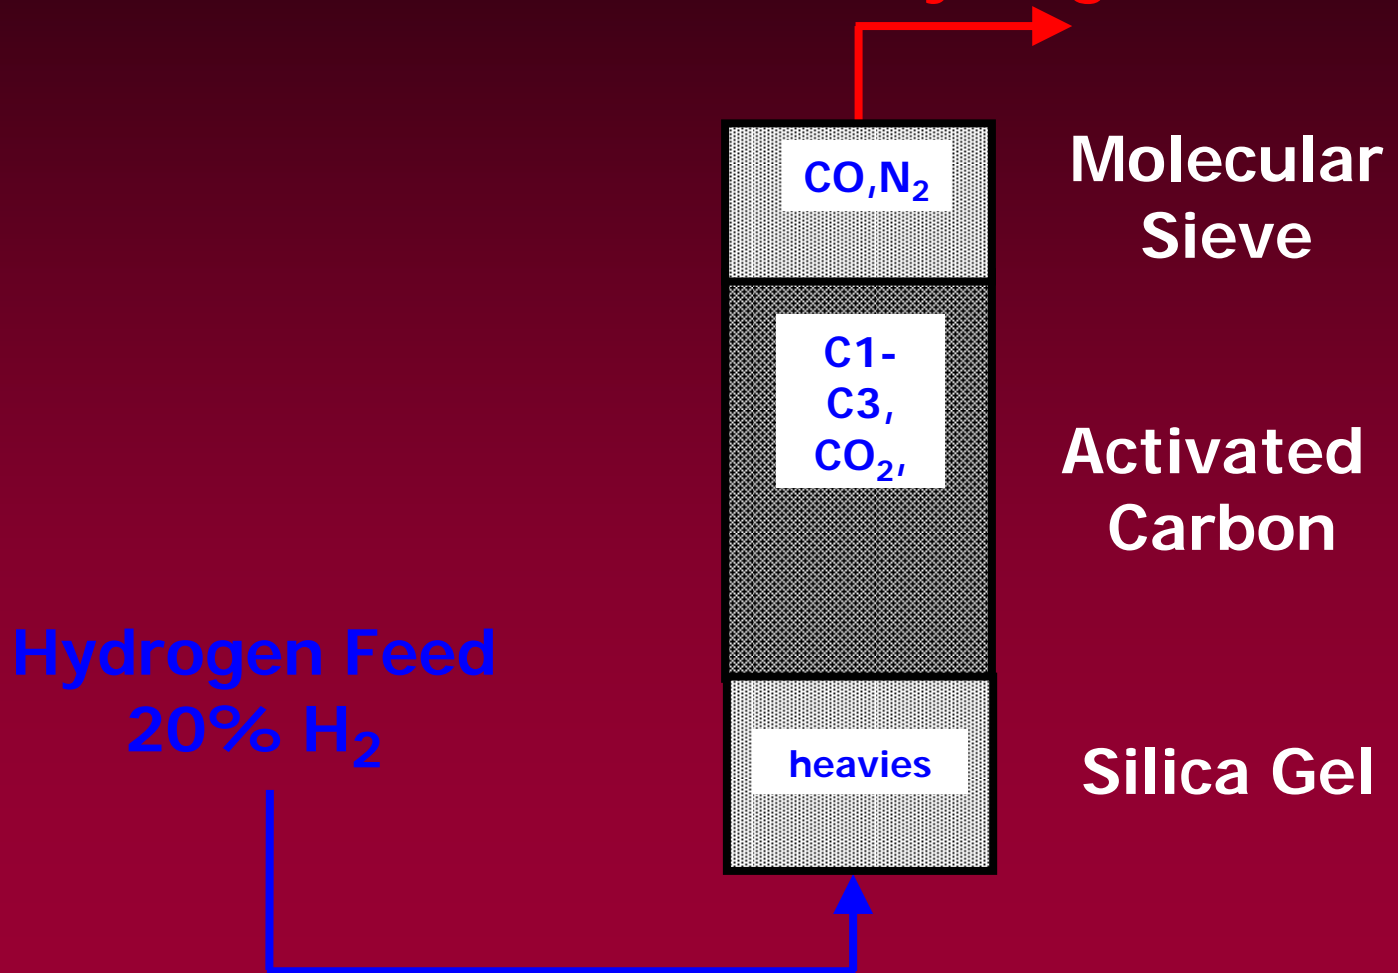 CO,N₂
Molecular
Sieve
C1-
C3,
CO₂,
Activated
Carbon
Hydrogen Feed
20% H₂
heavies
Silica Gel